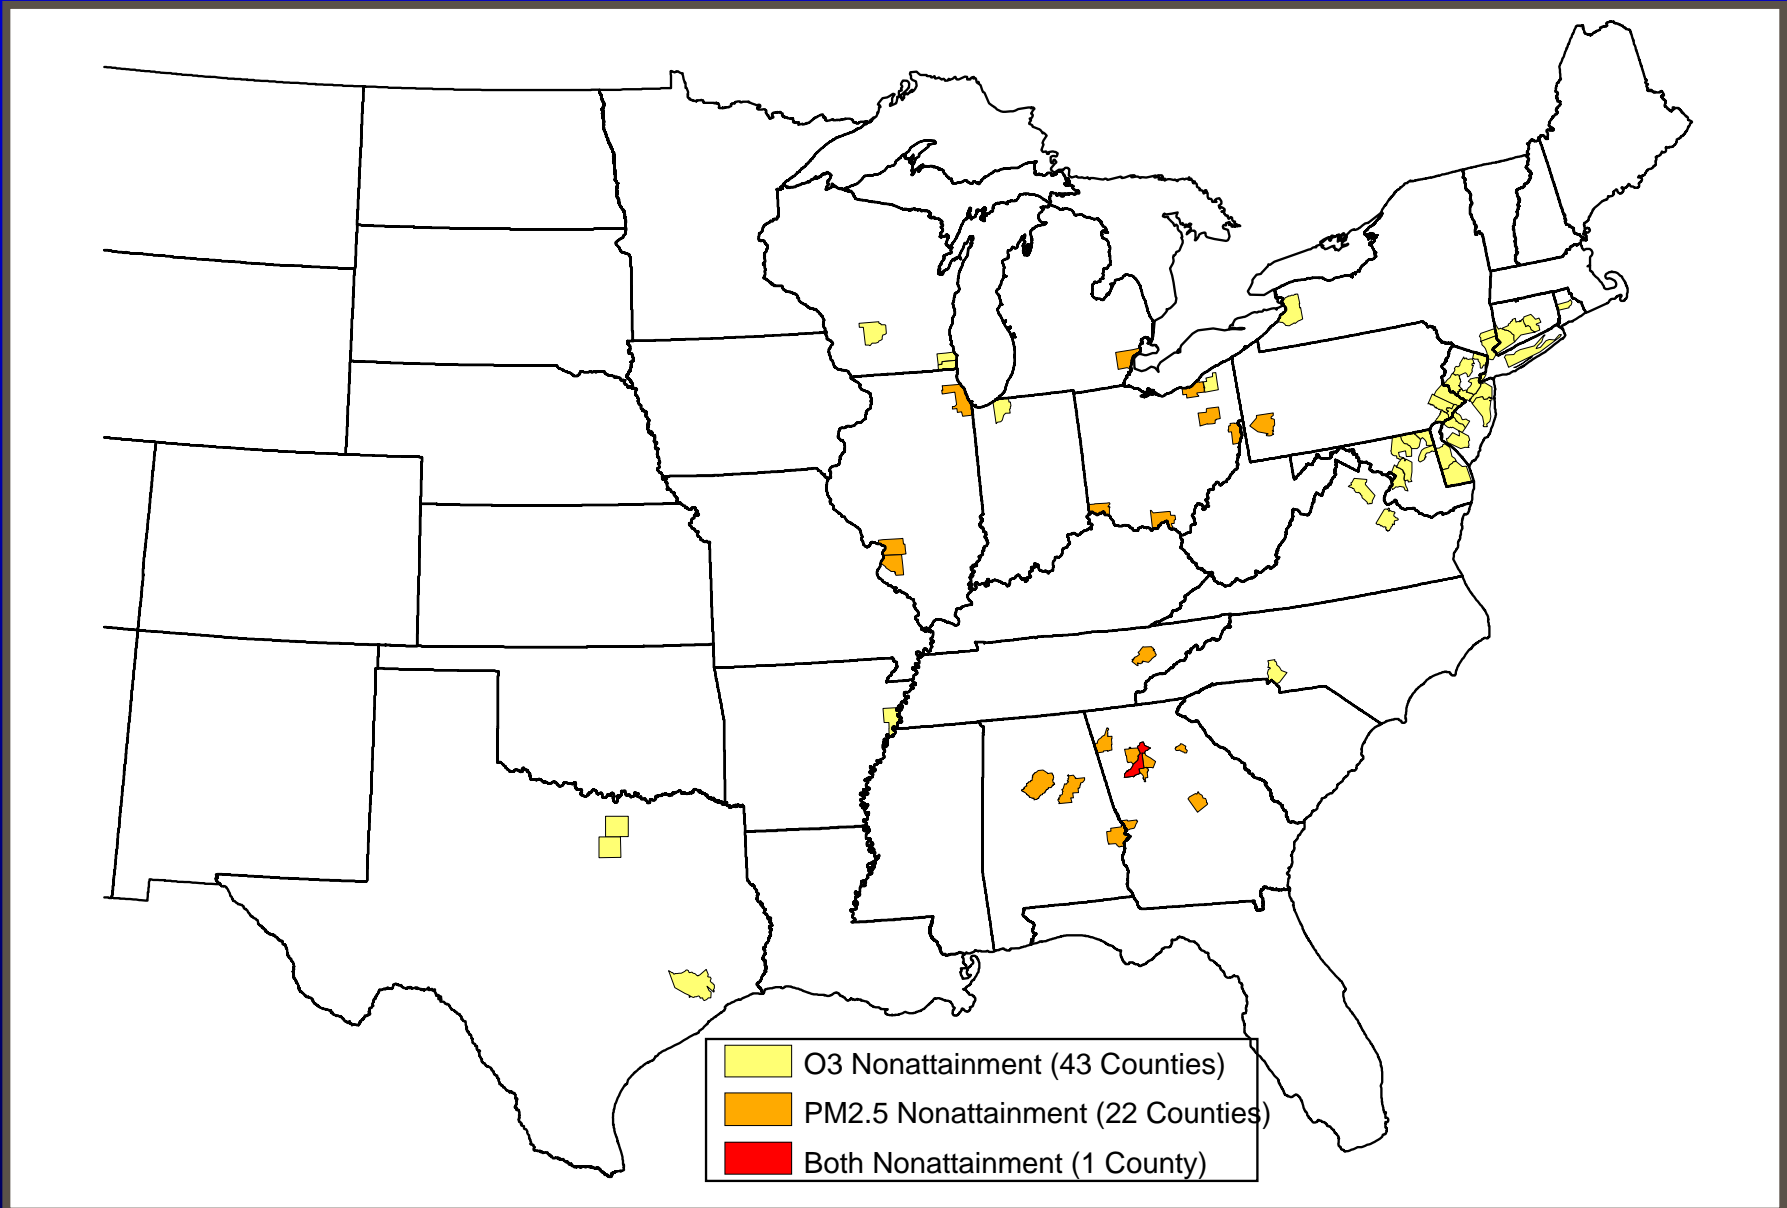 O3 Nonattainment (43 Counties)
PM2.5 Nonattainment (22 Counties)
Both Nonattainment (1 County)